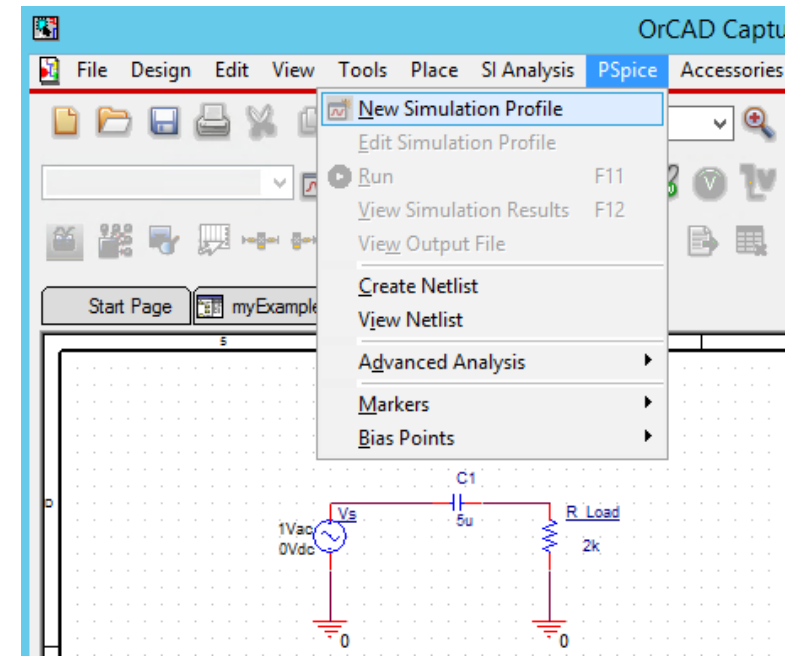 OrCAD Captu
File Design Edit View Tools Place SI Analysis PSpice Accessories
New Simulation Profile
Edit Simulation Profile
Run F11
View Simulation Results F12
View Output File
Create Netlist
View Netlist
Advanced Analysis
Markers
Bias Points
Start Page myExample
5
D
C1
5u
Vs
1Vac
0Vdc
R_Load
2k
0
0